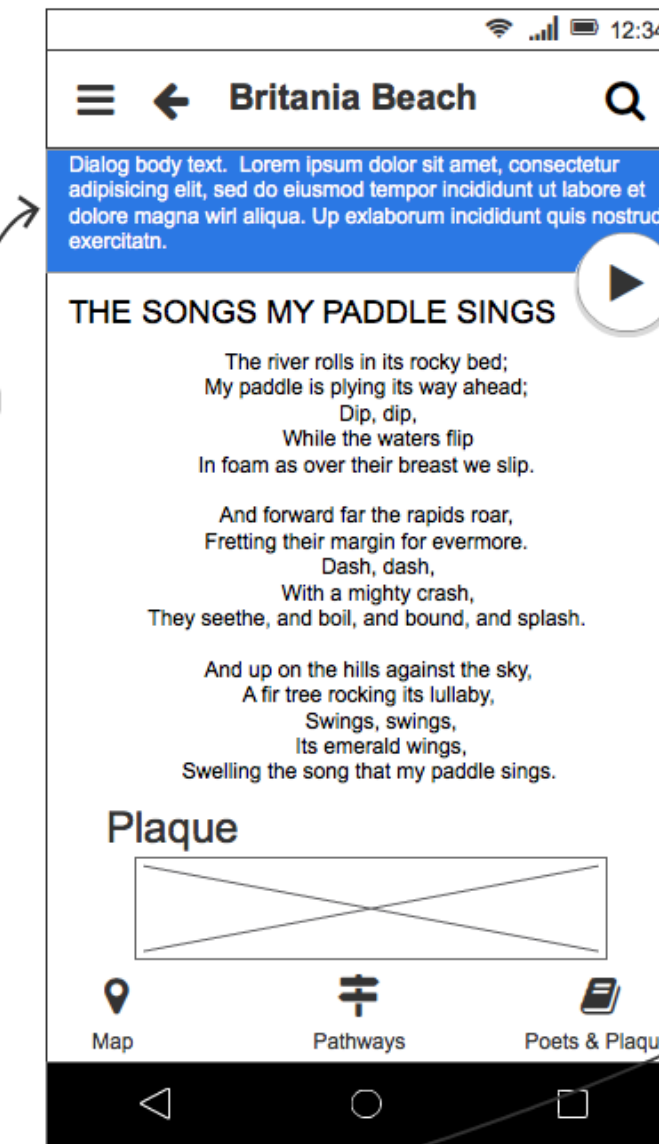 12:34
Britania Beach
Dialog body text.  Lorem ipsum dolor sit amet, consectetur
adipisicing elit, sed do eiusmod tempor incididunt ut labore et
dolore magna wirl aliqua. Up exlaborum incididunt quis nostrud
exercitatn.
THE SONGS MY PADDLE SINGS
The river rolls in its rocky bed;
My paddle is plying its way ahead;
Dip, dip,
While the waters flip
In foam as over their breast we slip.
And forward far the rapids roar,
Fretting their margin for evermore.
Dash, dash,
With a mighty crash,
They seethe, and boil, and bound, and splash.
And up on the hills against the sky,
A fir tree rocking its lullaby,
Swings, swings,
Its emerald wings,
Swelling the song that my paddle sings.
Plaque
Map
Pathways
Poets & Plaqu